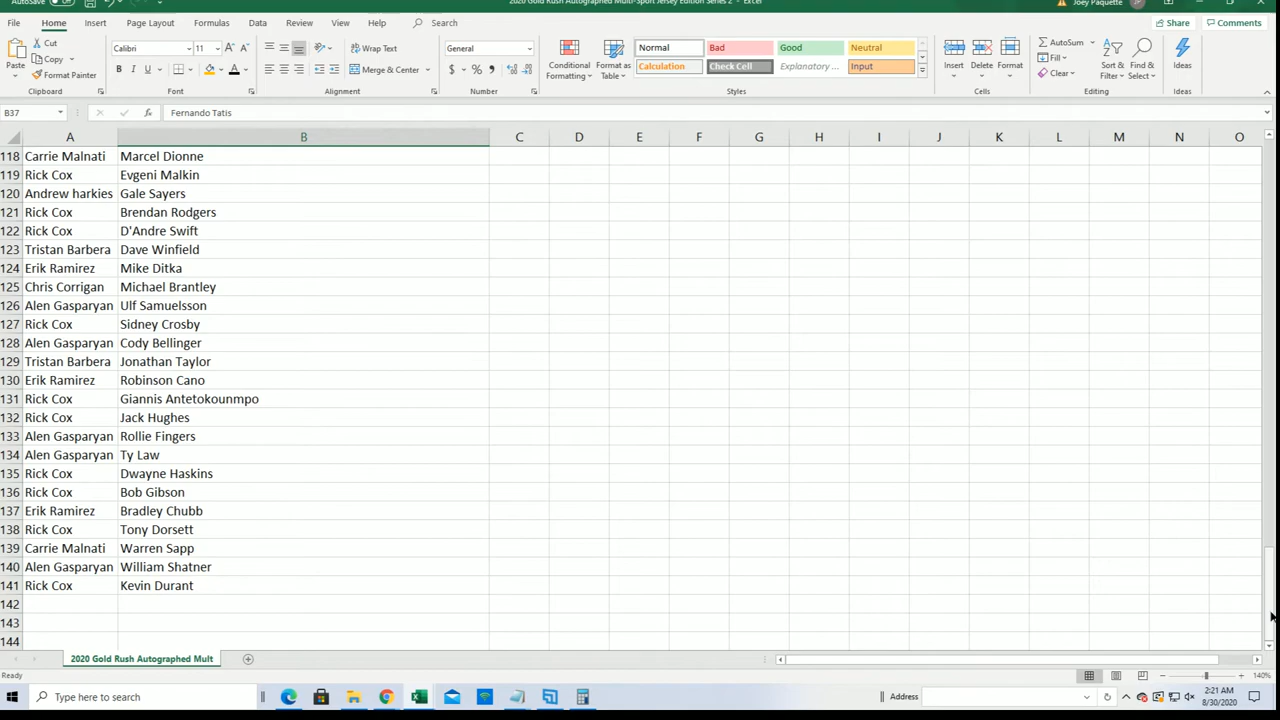 AutoSave Off 2020 Gold Rush Autographed Multi-Sport Jersey Edition Series 2 - Excel Joey Paquette
File Home Insert Page Layout Formulas Data Review View Help Search Share Comments
Paste Cut Copy Format Painter Calibri 11 Wrap Text General Conditional Formatting Format as Table Normal Bad Good Neutral Insert Delete Format AutoSum Fill Clear Sort & Filter Find & Select Ideas
B I U Merge & Center $ % Calculation Check Cell Explanatory ... Input
Clipboard Font Alignment Number Styles Cells Editing Ideas
B37 fx Fernando Tatis
A B C D E F G H I J K L M N O
118 Carrie Malnati Marcel Dionne
119 Rick Cox Evgeni Malkin
120 Andrew harkies Gale Sayers
121 Rick Cox Brendan Rodgers
122 Rick Cox D'Andre Swift
123 Tristan Barbera Dave Winfield
124 Erik Ramirez Mike Ditka
125 Chris Corrigan Michael Brantley
126 Alen Gasparyan Ulf Samuelsson
127 Rick Cox Sidney Crosby
128 Alen Gasparyan Cody Bellinger
129 Tristan Barbera Jonathan Taylor
130 Erik Ramirez Robinson Cano
131 Rick Cox Giannis Antetokounmpo
132 Rick Cox Jack Hughes
133 Alen Gasparyan Rollie Fingers
134 Alen Gasparyan Ty Law
135 Rick Cox Dwayne Haskins
136 Rick Cox Bob Gibson
137 Erik Ramirez Bradley Chubb
138 Rick Cox Tony Dorsett
139 Carrie Malnati Warren Sapp
140 Alen Gasparyan William Shatner
141 Rick Cox Kevin Durant
142
143
144
2020 Gold Rush Autographed Mult
Ready 140%
Type here to search Address 2:21 AM
8/30/2020